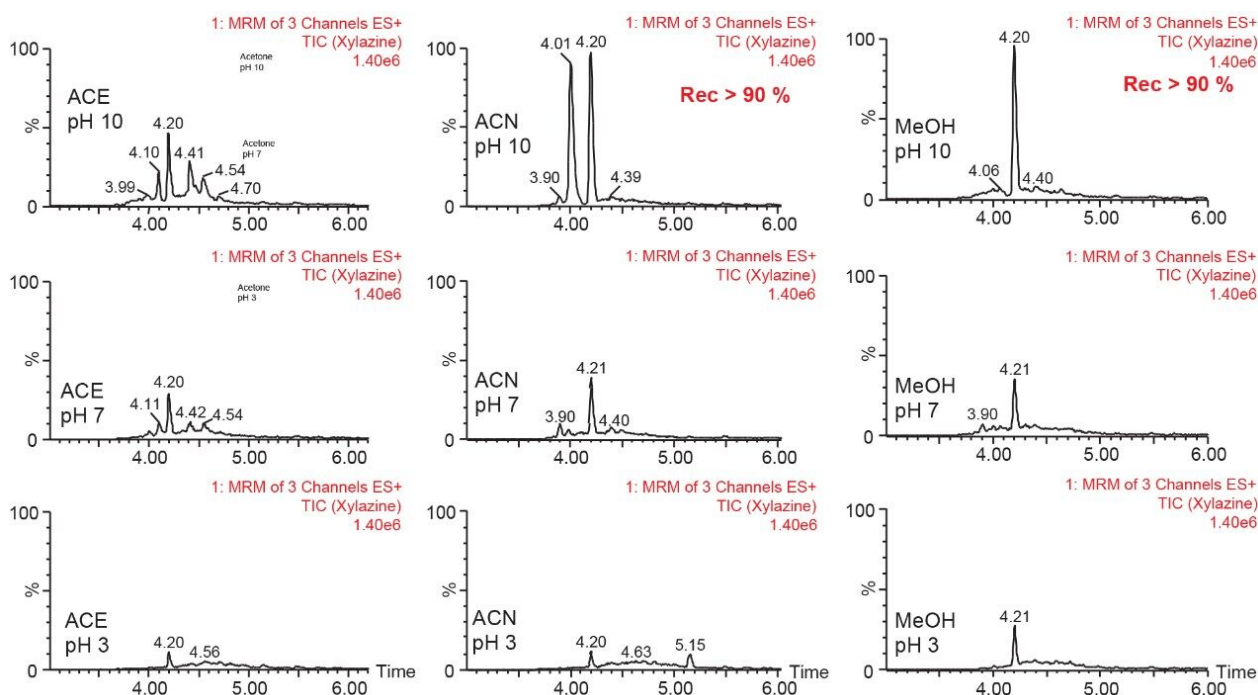 1: MRM of 3 Channels ES+
TIC (Xylazine)
1.40e6
Acetone
pH 10
Acetone
pH 7
ACE
pH 10
100
%
0
3.99
4.10
4.20
4.41
4.54
4.70
4.00
5.00
6.00
1: MRM of 3 Channels ES+
TIC (Xylazine)
1.40e6
Rec > 90 %
ACN
pH 10
100
%
0
3.90
4.01
4.20
4.39
4.00
5.00
6.00
1: MRM of 3 Channels ES+
TIC (Xylazine)
1.40e6
Rec > 90 %
MeOH
pH 10
100
%
0
4.06
4.20
4.40
4.00
5.00
6.00
1: MRM of 3 Channels ES+
TIC (Xylazine)
1.40e6
Acetone
pH 3
ACE
pH 7
100
%
0
4.11
4.20
4.42
4.54
4.00
5.00
6.00
1: MRM of 3 Channels ES+
TIC (Xylazine)
1.40e6
ACN
pH 7
100
%
0
3.90
4.21
4.40
4.00
5.00
6.00
1: MRM of 3 Channels ES+
TIC (Xylazine)
1.40e6
MeOH
pH 7
100
%
0
3.90
4.21
4.00
5.00
6.00
1: MRM of 3 Channels ES+
TIC (Xylazine)
1.40e6
ACE
pH 3
100
%
0
4.20
4.56
Time
4.00
5.00
6.00
1: MRM of 3 Channels ES+
TIC (Xylazine)
1.40e6
ACN
pH 3
100
%
0
4.20
4.63
5.15
Time
4.00
5.00
6.00
1: MRM of 3 Channels ES+
TIC (Xylazine)
1.40e6
MeOH
pH 3
100
%
0
4.21
Time
4.00
5.00
6.00